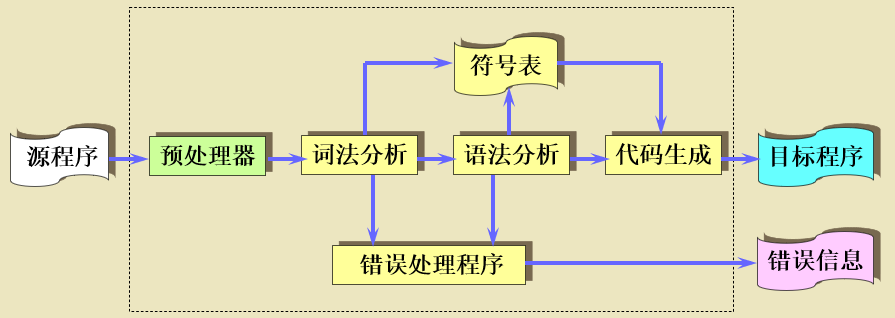 符号表
源程序
预处理器
词法分析
语法分析
代码生成
目标程序
错误处理程序
错误信息